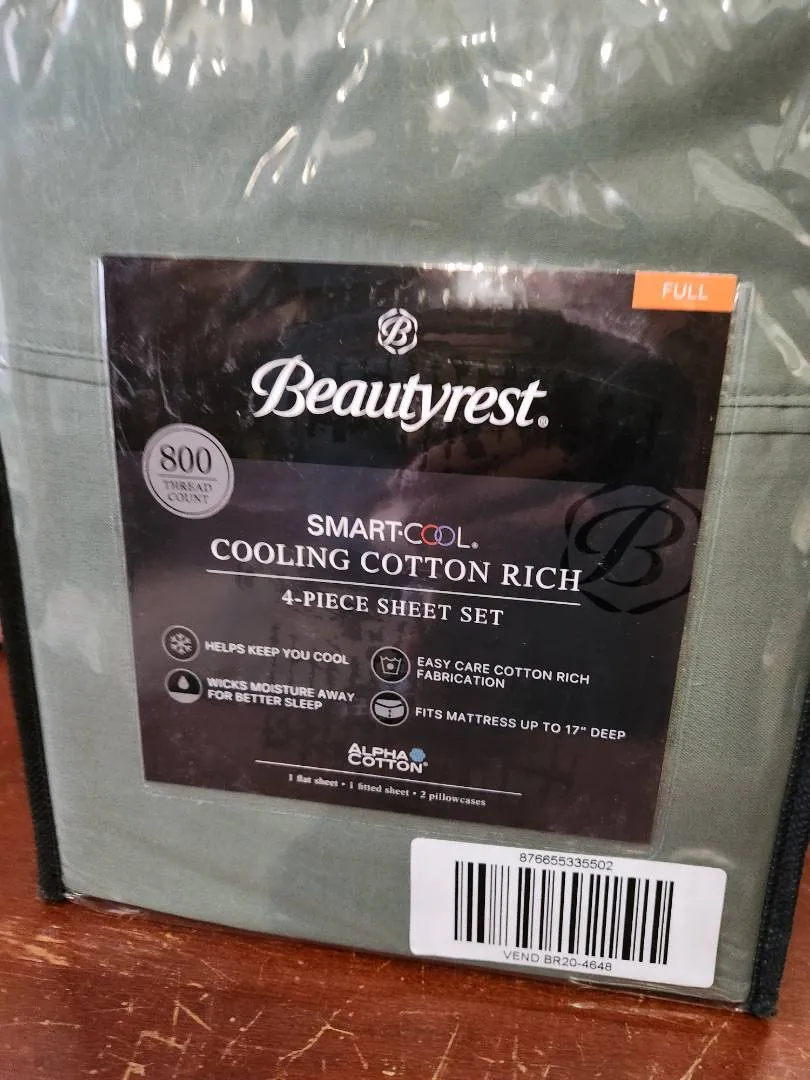 FULL
B
Beautyrest®
800
THREAD
COUNT
SMART·COOL®
COOLING COTTON RICH
4-PIECE SHEET SET
HELPS KEEP YOU COOL
WICKS MOISTURE AWAY
FOR BETTER SLEEP
EASY CARE COTTON RICH
FABRICATION
FITS MATTRESS UP TO 17" DEEP
ALPHA
COTTON®
1 flat sheet • 1 fitted sheet • 2 pillowcases
876655335502
VEND BR20-4648